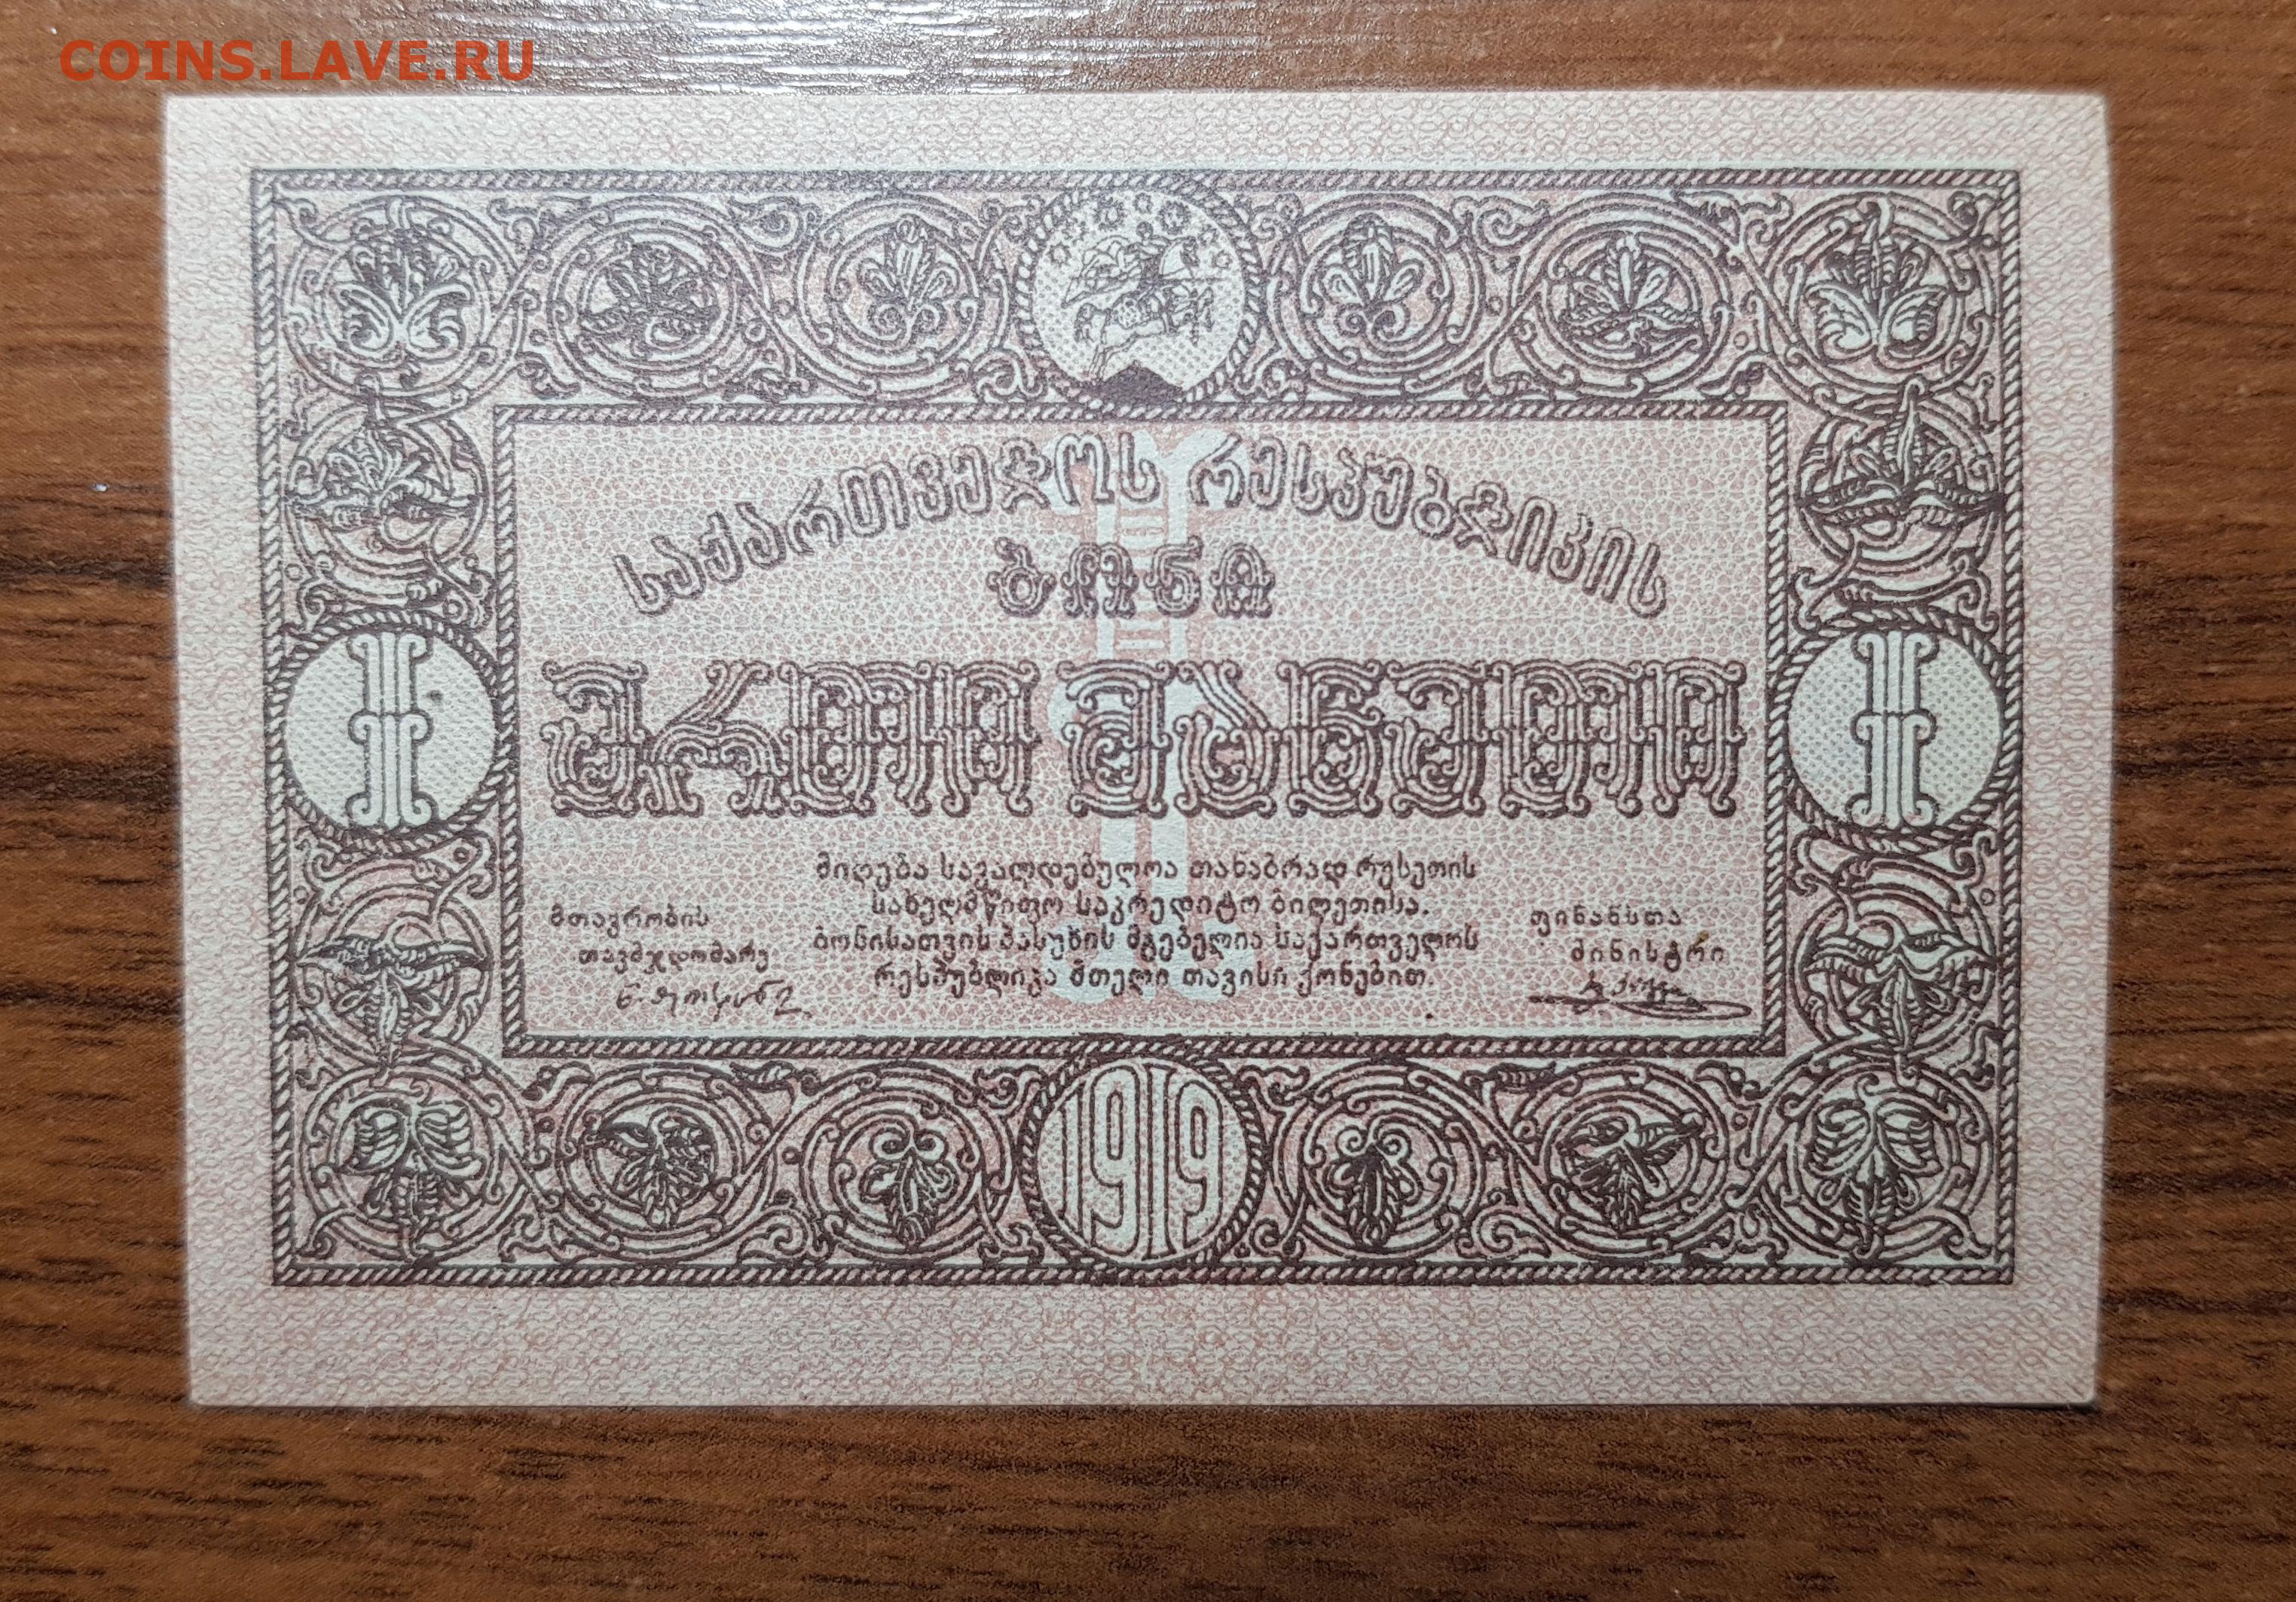 COINS.LAVE.RU
საქართველოს რესპუბლიკის
ბონი
ერთი მანეთი
I I
მიღება სავალდებულოა თანაბრად რუსეთის
სახელმწიფო საკრედიტო ბილეთისა.
ბონისათვის პასუხის მგებელია საქართველოს
რესპუბლიკა მთელი თავისი ქონებით.
მთავრობის
თავმჯდომარე
ნ. ჟორდანია
ფინანსთა
მინისტრი
1919